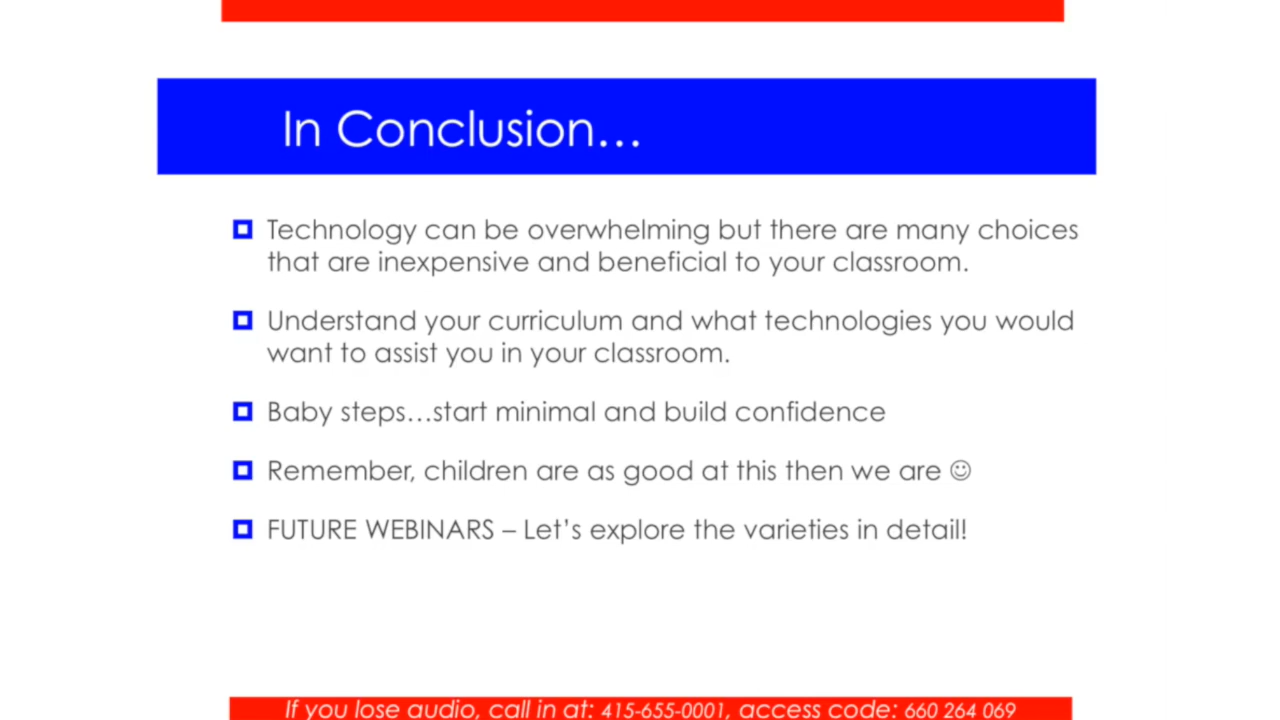 In Conclusion…
Technology can be overwhelming but there are many choices
that are inexpensive and beneficial to your classroom.
Understand your curriculum and what technologies you would
want to assist you in your classroom.
Baby steps…start minimal and build confidence
Remember, children are as good at this then we are ☺
FUTURE WEBINARS – Let’s explore the varieties in detail!
If you lose audio, call in at: 415-655-0001, access code: 660 264 069